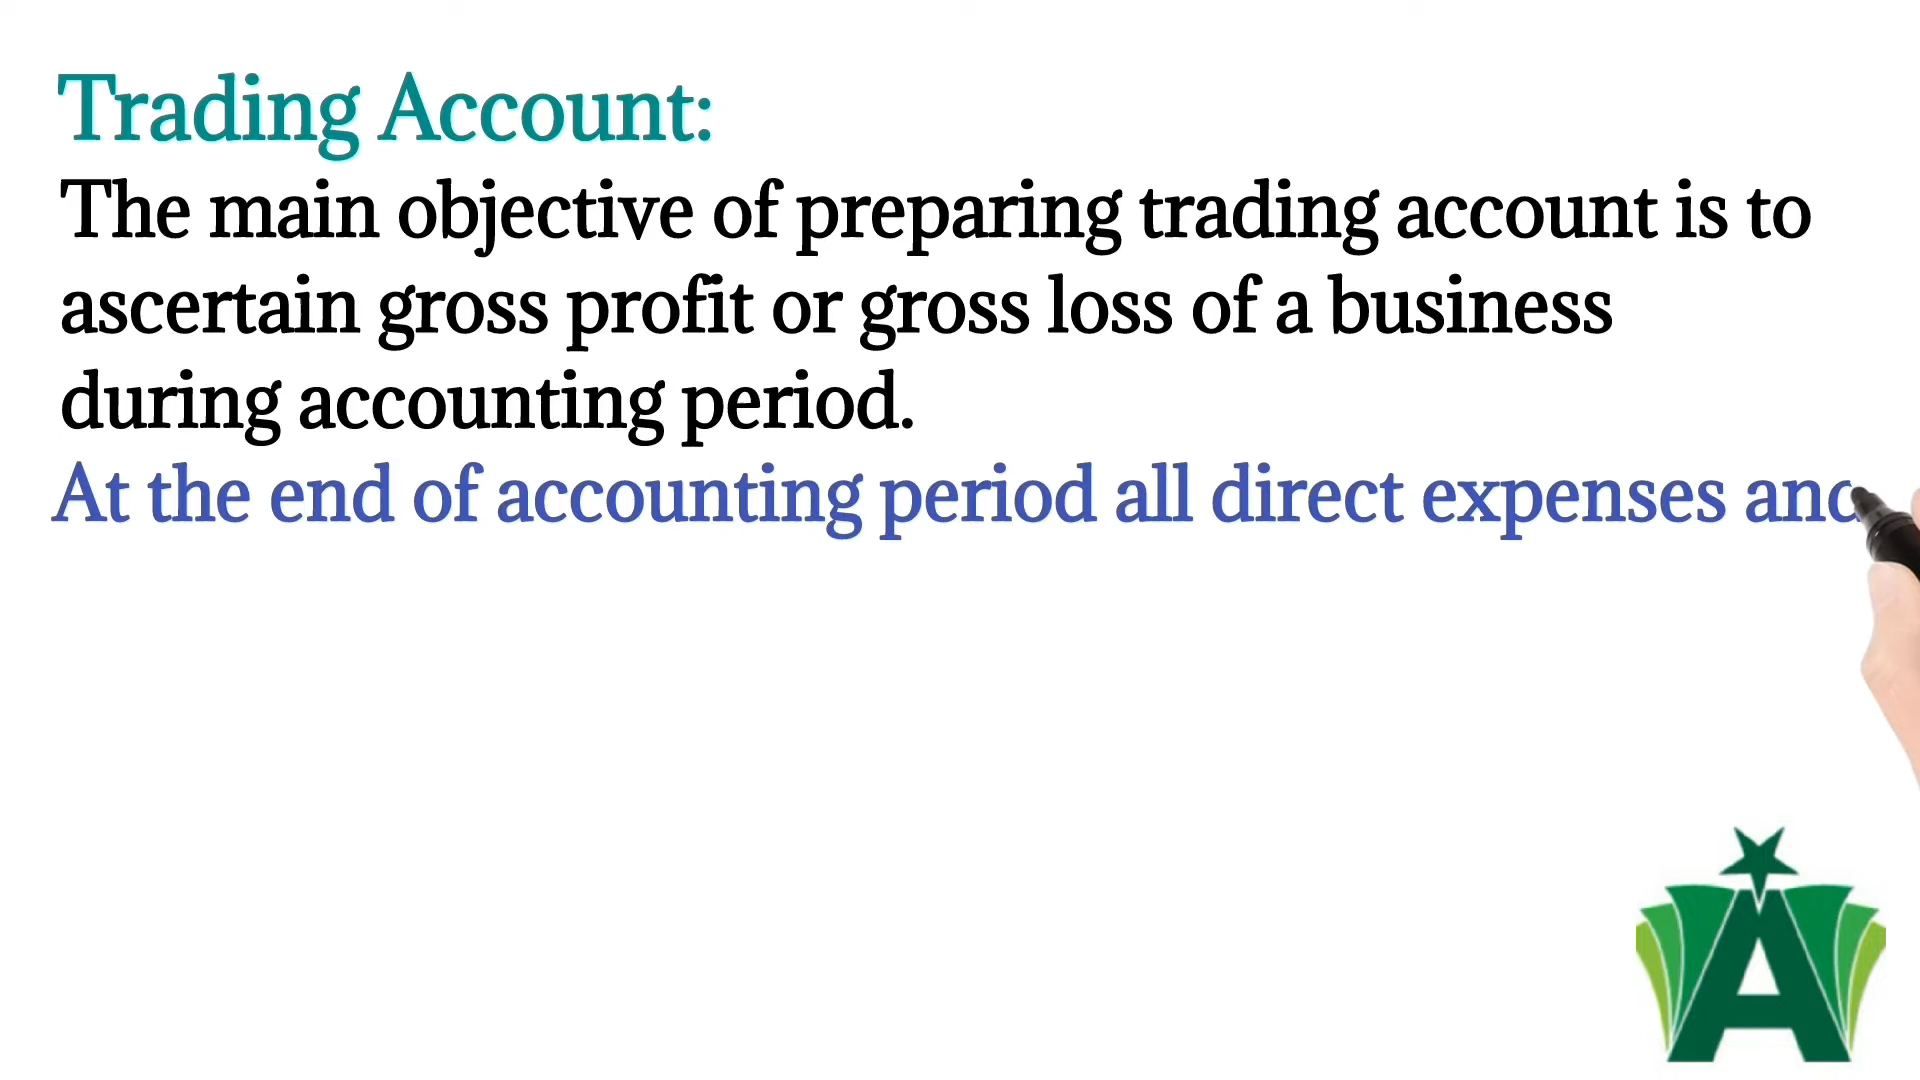 Trading Account:
The main objective of preparing trading account is to
ascertain gross profit or gross loss of a business
during accounting period.
At the end of accounting period all direct expenses and
A